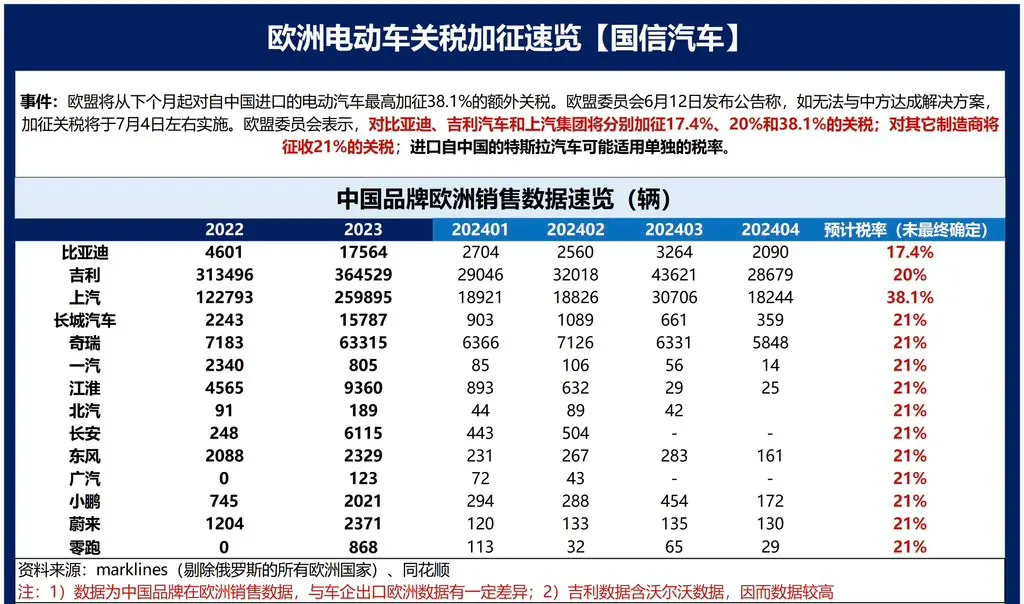 欧洲电动车关税加征速览【国信汽车】
事件：欧盟将从下个月起对自中国进口的电动汽车最高加征38.1%的额外关税。欧盟委员会6月12日发布公告称，如无法与中方达成解决方案，
加征关税将于7月4日左右实施。欧盟委员会表示，对比亚迪、吉利汽车和上汽集团将分别加征17.4%、20%和38.1%的关税；对其它制造商将
征收21%的关税；进口自中国的特斯拉汽车可能适用单独的税率。
中国品牌欧洲销售数据速览（辆）
2022 2023 202401 202402 202403 202404 预计税率（未最终确定）
比亚迪 4601 17564 2704 2560 3264 2090 17.4%
吉利 313496 364529 29046 32018 43621 28679 20%
上汽 122793 259895 18921 18826 30706 18244 38.1%
长城汽车 2243 15787 903 1089 661 359 21%
奇瑞 7183 63315 6366 7126 6331 5848 21%
一汽 2340 805 85 106 56 14 21%
江淮 4565 9360 893 632 29 25 21%
北汽 91 189 44 89 42 21%
长安 248 6115 443 504 - - 21%
东风 2088 2329 231 267 283 161 21%
广汽 0 123 72 43 - - 21%
小鹏 745 2021 294 288 454 172 21%
蔚来 1204 2371 120 133 135 130 21%
零跑 0 868 113 32 65 29 21%
资料来源：marklines（剔除俄罗斯的所有欧洲国家）、同花顺
注：1）数据为中国品牌在欧洲销售数据，与车企出口欧洲数据有一定差异；2）吉利数据含沃尔沃数据，因而数据较高